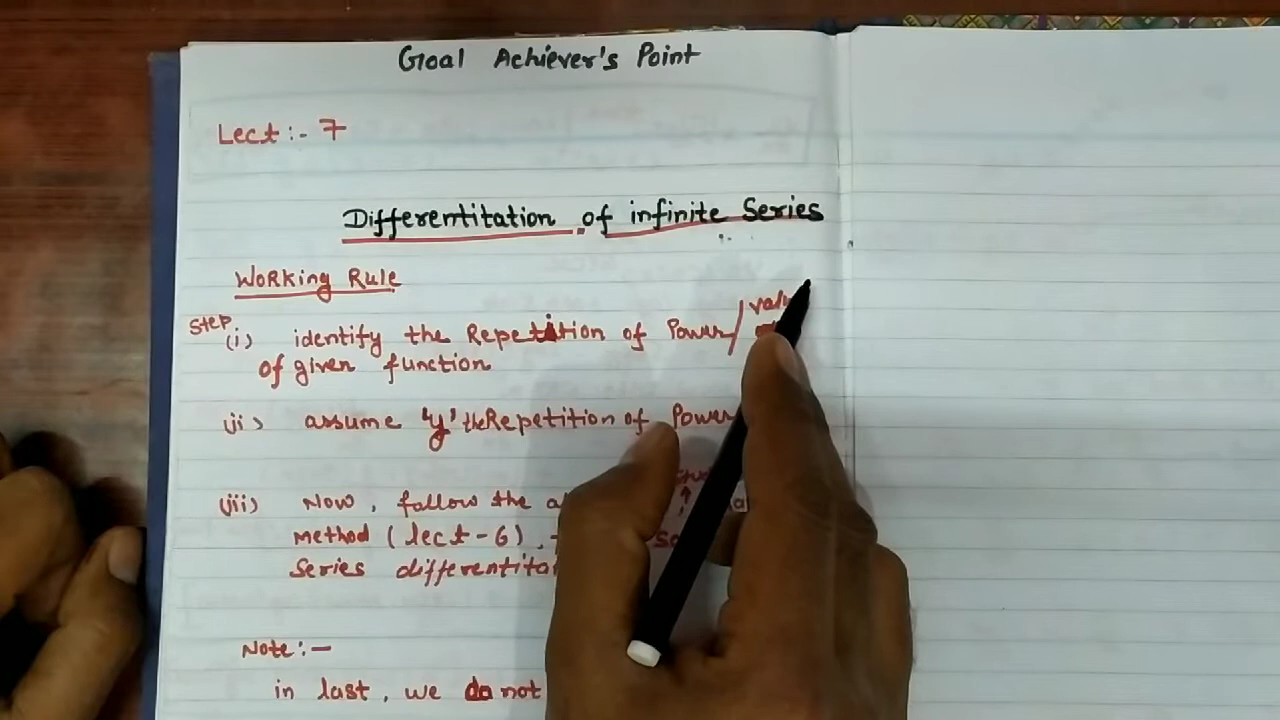 Goal Achiever's Point
Lect:- 7
Differentitation of infinite Series
Working Rule
Step
(i) identify the Repetition of Power/
of given function
(ii) assume 'y' the Repetition of Power
(iii) Now, follow the
method (lect-6),
Series
Note:-
in last, we do not